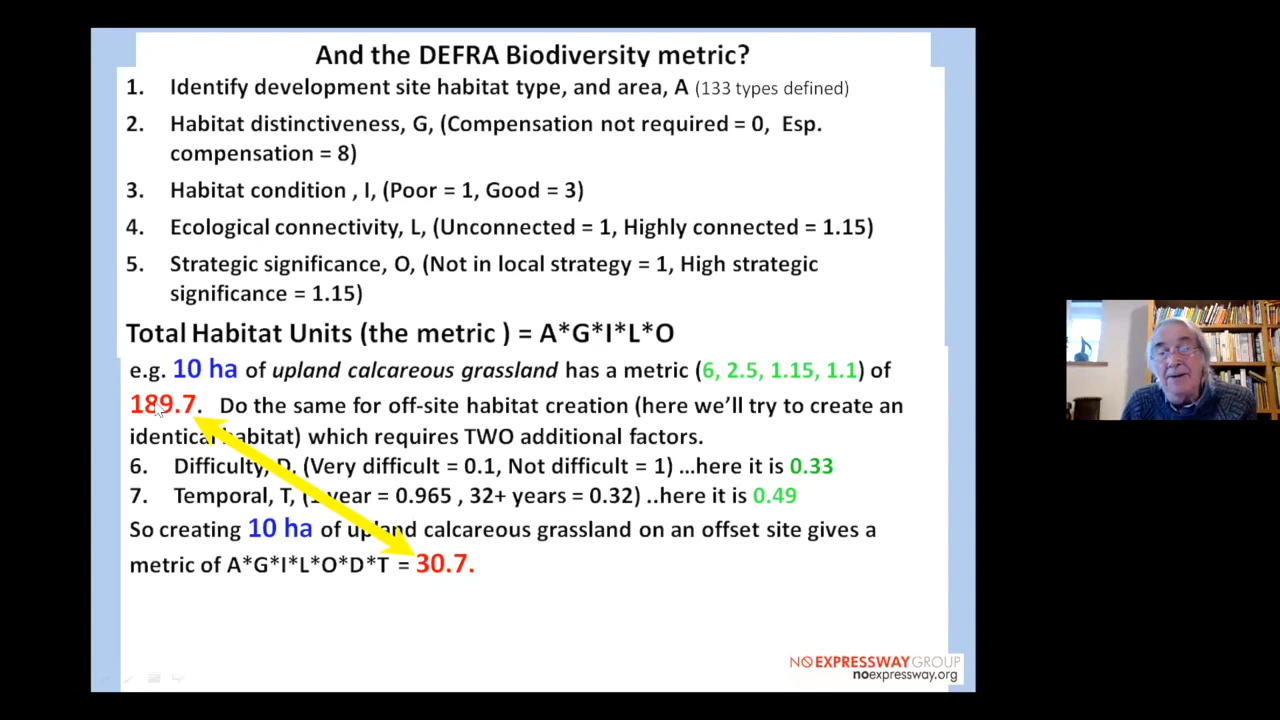 And the DEFRA Biodiversity metric?
1. Identify development site habitat type, and area, A (133 types defined)
2. Habitat distinctiveness, G, (Compensation not required = 0, Esp.
compensation = 8)
3. Habitat condition , I, (Poor = 1, Good = 3)
4. Ecological connectivity, L, (Unconnected = 1, Highly connected = 1.15)
5. Strategic significance, O, (Not in local strategy = 1, High strategic
significance = 1.15)
Total Habitat Units (the metric ) = A*G*I*L*O
e.g. 10 ha of upland calcareous grassland has a metric (6, 2.5, 1.15, 1.1) of
189.7. Do the same for off-site habitat creation (here we'll try to create an
identical habitat) which requires TWO additional factors.
6. Difficulty, D, (Very difficult = 0.1, Not difficult = 1) ...here it is 0.33
7. Temporal, T, (1 year = 0.965 , 32+ years = 0.32) ..here it is 0.49
So creating 10 ha of upland calcareous grassland on an offset site gives a
metric of A*G*I*L*O*D*T = 30.7.
NO EXPRESSWAY GROUP
noexpressway.org